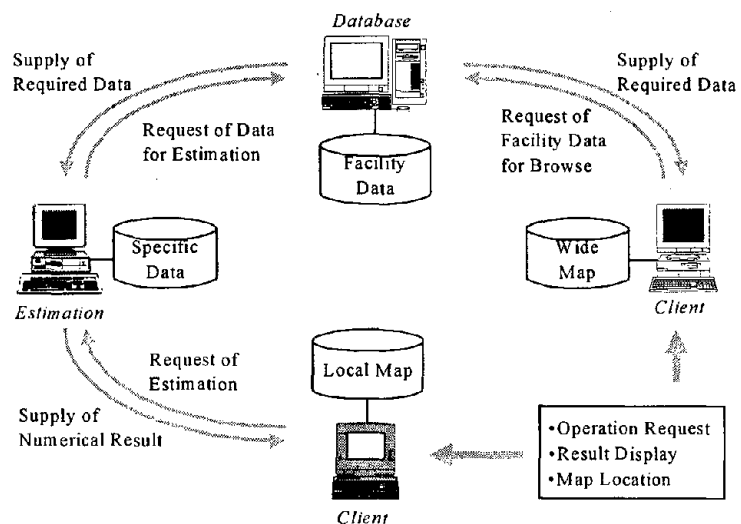 Database
Supply of
Required Data
Request of Data
for Estimation
Facility
Data
Supply of
Required Data
Request of
Facility Data
for Browse
Specific
Data
Estimation
Wide
Map
Client
Request of
Estimation
Supply of
Numerical Result
Local Map
Client
•Operation Request
•Result Display
•Map Location